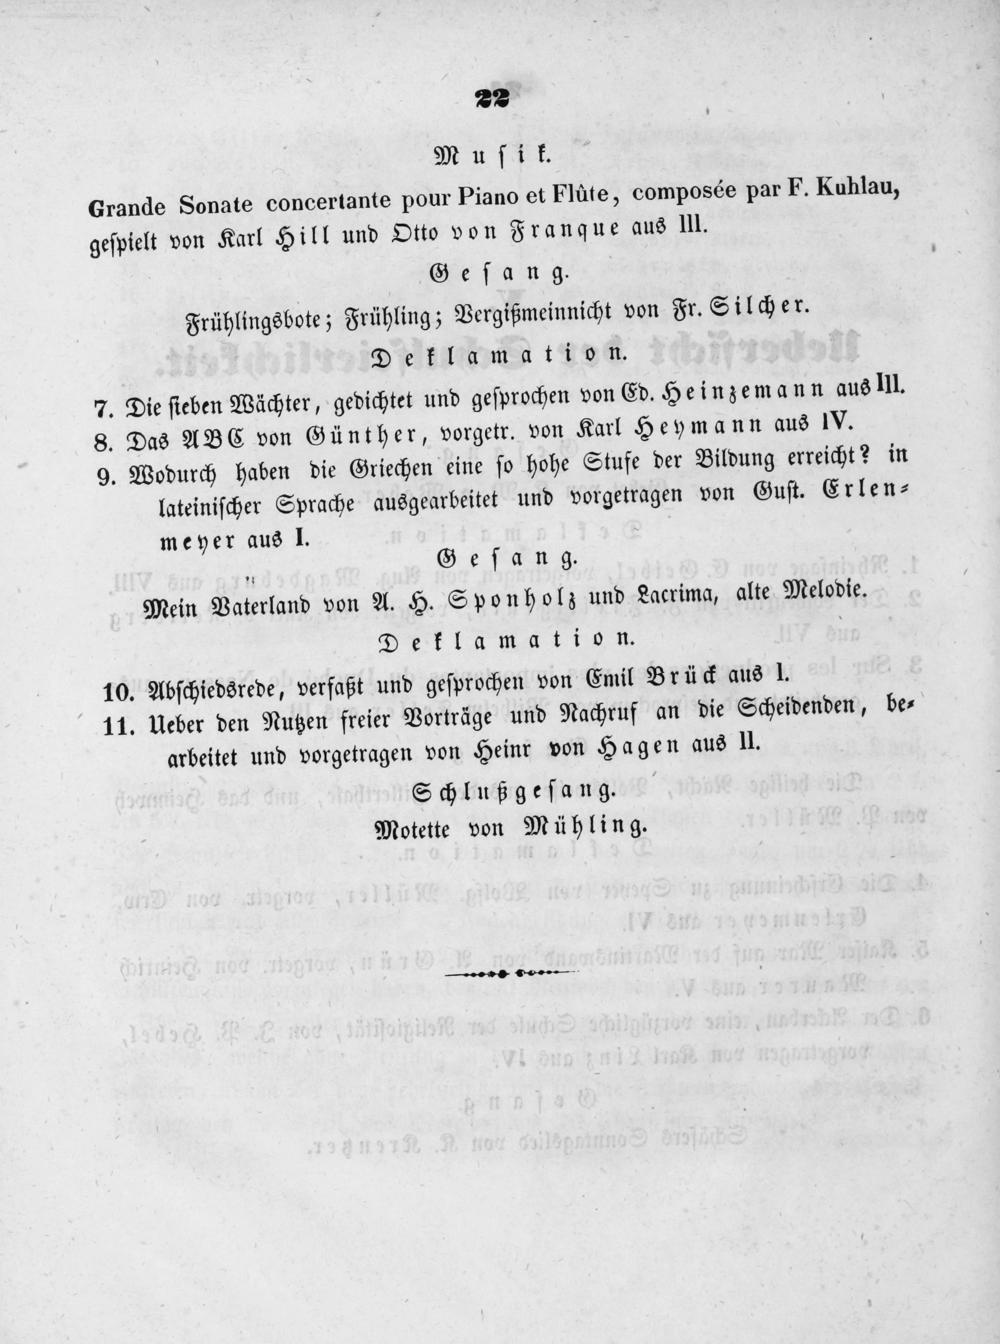 22
Musik.
Grande Sonate concertante pour Piano et Flûte, composée par F. Kuhlau,
gespielt von Karl Hill und Otto von Franque aus III.
Gesang.
Frühlingsbote; Frühling; Vergißmeinnicht von Fr. Silcher.
Deklamation.
7. Die sieben Wächter, gedichtet und gesprochen von Ed. Heinzemann aus III.
8. Das ABC von Günther, vorgetr. von Karl Heymann aus IV.
9. Wodurch haben die Griechen eine so hohe Stufe der Bildung erreicht? in
lateinischer Sprache ausgearbeitet und vorgetragen von Gust. Erlen-
meyer aus I.
Gesang.
Mein Vaterland von A. H. Sponholz und Lacrima, alte Melodie.
Deklamation.
10. Abschiedsrede, verfaßt und gesprochen von Emil Brück aus I.
11. Ueber den Nutzen freier Vorträge und Nachruf an die Scheidenden, be-
arbeitet und vorgetragen von Heinr von Hagen aus II.
Schlußgesang.
Motette von Mühling.